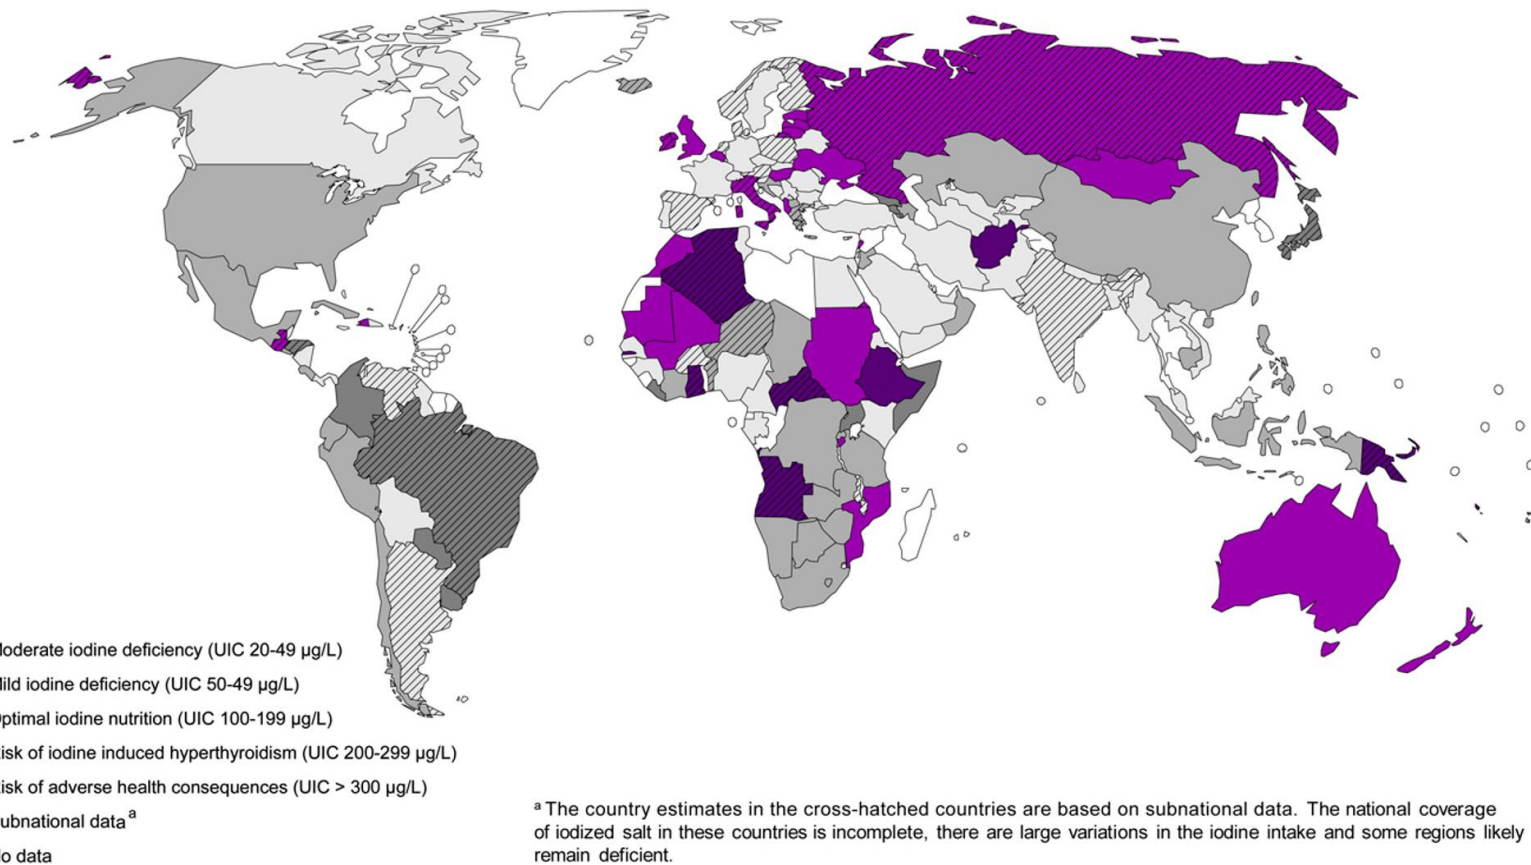 oderate iodine deficiency (UIC 20-49 µg/L)
ild iodine deficiency (UIC 50-49 µg/L)
ptimal iodine nutrition (UIC 100-199 µg/L)
isk of iodine induced hyperthyroidism (UIC 200-299 µg/L)
isk of adverse health consequences (UIC > 300 µg/L)
ubnational data a
o data
a The country estimates in the cross-hatched countries are based on subnational data. The national coverage
of iodized salt in these countries is incomplete, there are large variations in the iodine intake and some regions likely
remain deficient.